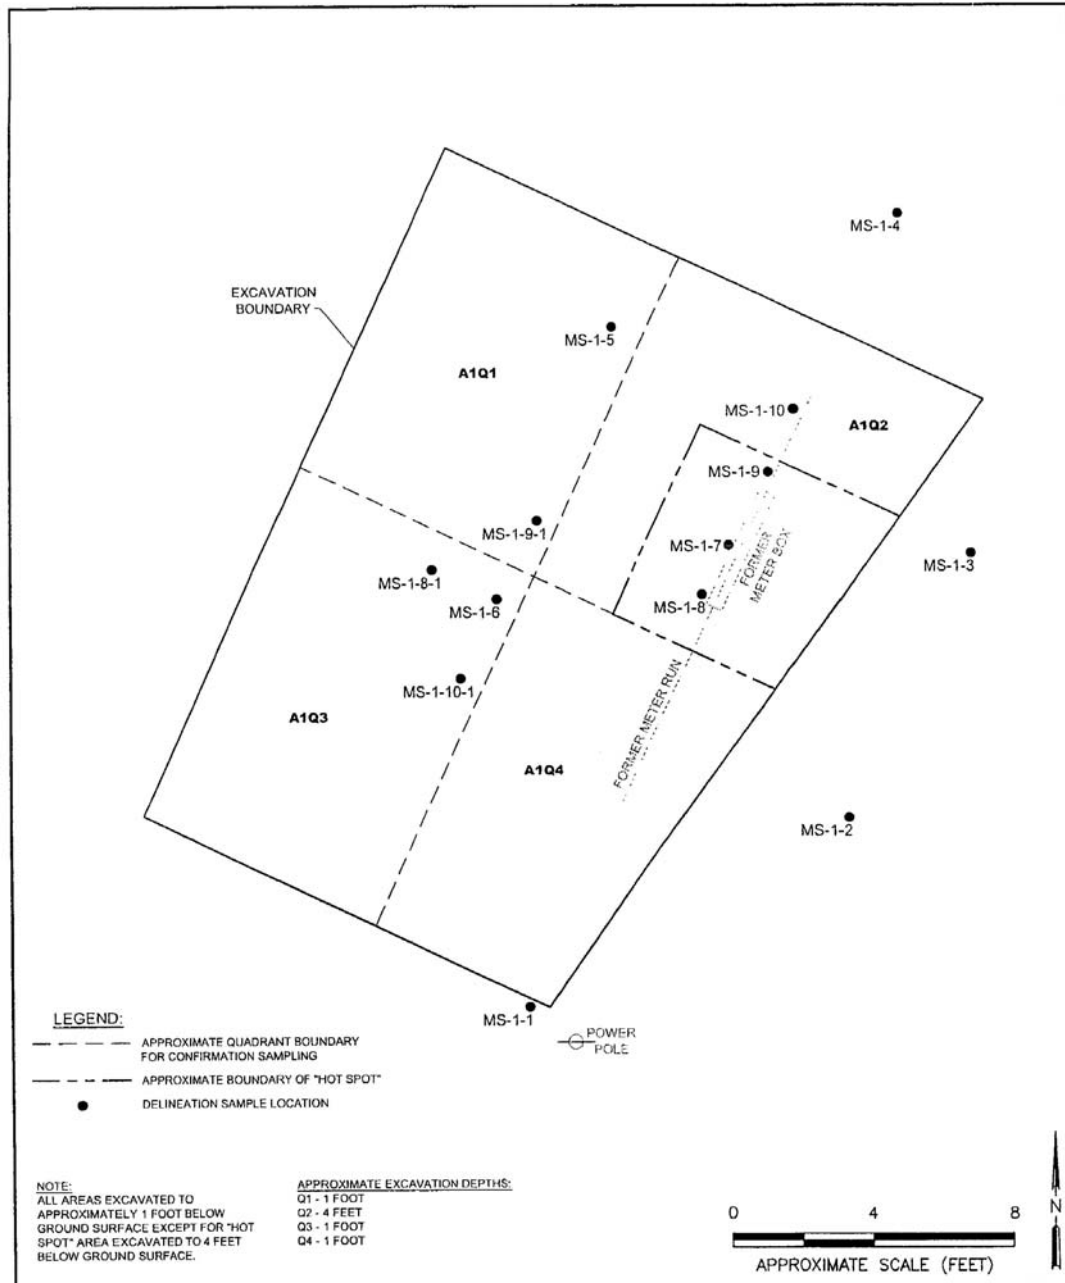 MS-1-4
EXCAVATION
BOUNDARY
MS-1-5
A1Q1
MS-1-10
A1Q2
MS-1-9
MS-1-9-1
MS-1-7
FORMER
METER BOX
MS-1-3
MS-1-8-1
MS-1-6
MS-1-8
MS-1-10-1
FORMER METER RUN
A1Q3
A1Q4
MS-1-2
MS-1-1
POWER
POLE
LEGEND:
APPROXIMATE QUADRANT BOUNDARY
FOR CONFIRMATION SAMPLING
APPROXIMATE BOUNDARY OF "HOT SPOT"
DELINEATION SAMPLE LOCATION
NOTE:
ALL AREAS EXCAVATED TO
APPROXIMATELY 1 FOOT BELOW
GROUND SURFACE EXCEPT FOR "HOT
SPOT" AREA EXCAVATED TO 4 FEET
BELOW GROUND SURFACE.
APPROXIMATE EXCAVATION DEPTHS:
Q1 - 1 FOOT
Q2 - 4 FEET
Q3 - 1 FOOT
Q4 - 1 FOOT
0 4 8
APPROXIMATE SCALE (FEET)
N